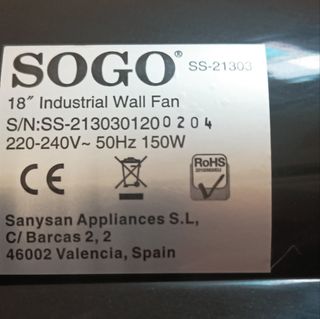 SOGO® SS-21303
18″ Industrial Wall Fan
S/N:SS-2130301200204
220-240V~ 50Hz 150W
CE
RoHS
Sanysan Appliances S.L,
C/ Barcas 2, 2
46002 Valencia, Spain